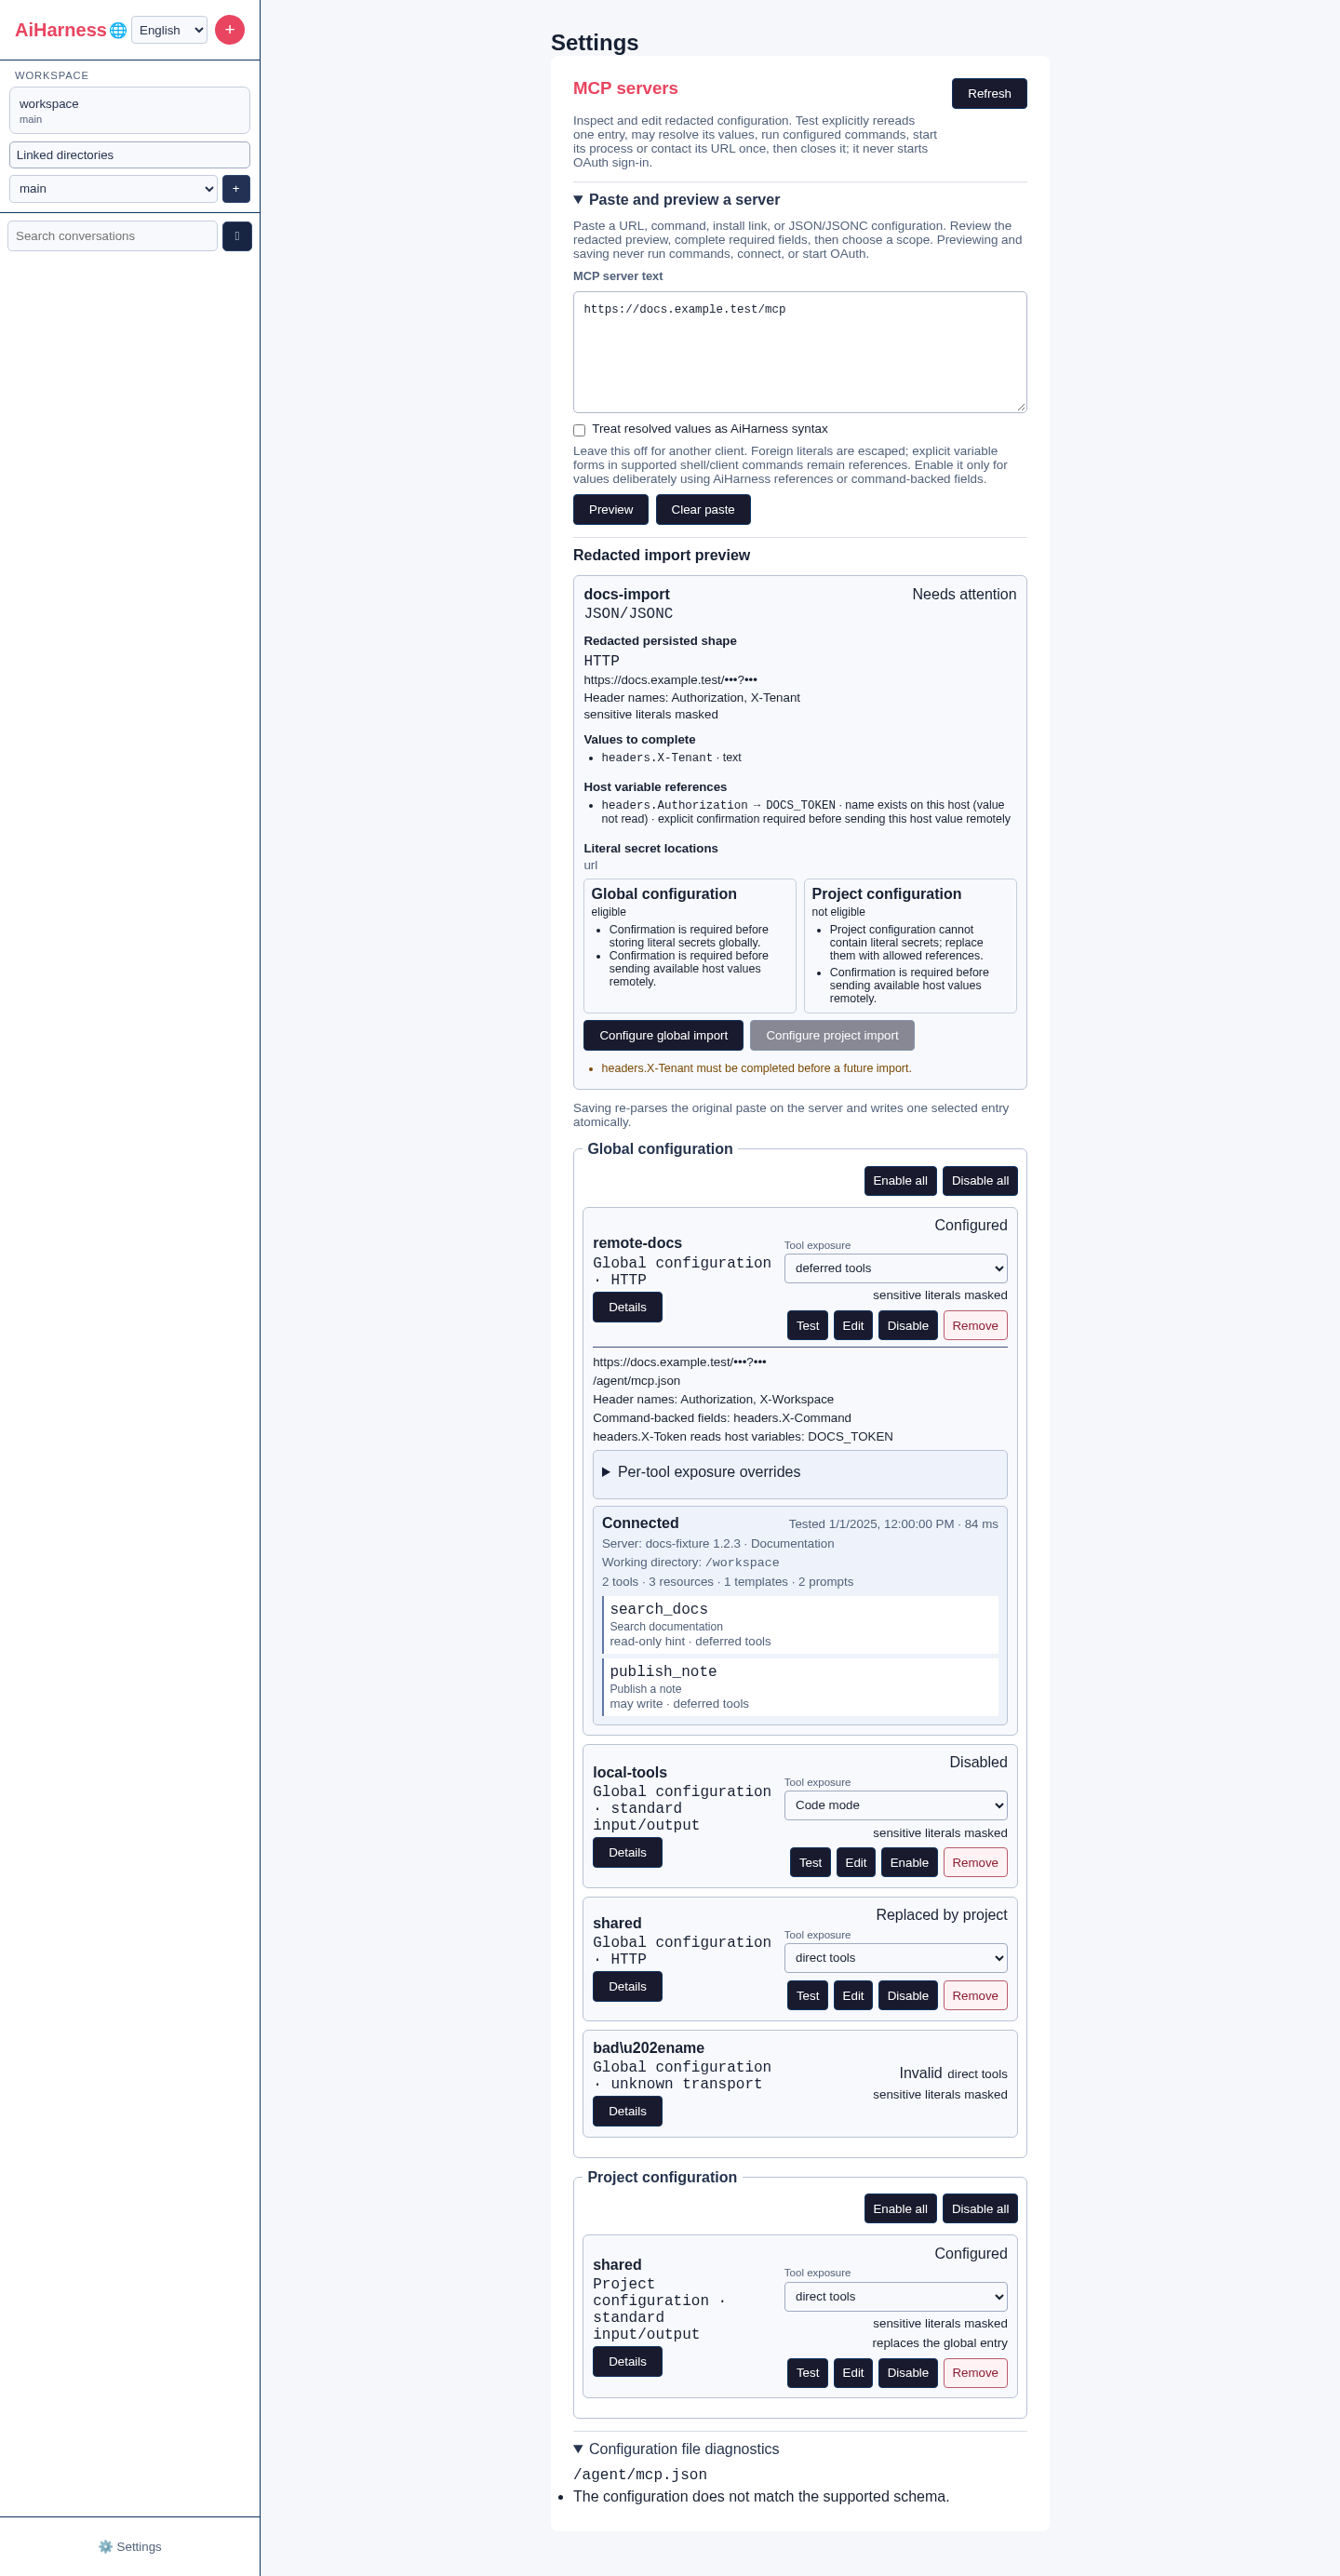 AiHarness English +
WORKSPACE
workspace
main
Linked directories
main +
Search conversations
Settings
Settings
MCP servers
Refresh
Inspect and edit redacted configuration. Test explicitly rereads
one entry, may resolve its values, run configured commands, start
its process or contact its URL once, then closes it; it never starts
OAuth sign-in.
▼ Paste and preview a server
Paste a URL, command, install link, or JSON/JSONC configuration. Review the
redacted preview, complete required fields, then choose a scope. Previewing and
saving never run commands, connect, or start OAuth.
MCP server text
https://docs.example.test/mcp
Treat resolved values as AiHarness syntax
Leave this off for another client. Foreign literals are escaped; explicit variable
forms in supported shell/client commands remain references. Enable it only for
values deliberately using AiHarness references or command-backed fields.
Preview Clear paste
Redacted import preview
docs-import Needs attention
JSON/JSONC
Redacted persisted shape
HTTP
https://docs.example.test/•••?•••
Header names: Authorization, X-Tenant
sensitive literals masked
Values to complete
• headers.X-Tenant · text
Host variable references
• headers.Authorization → DOCS_TOKEN · name exists on this host (value
not read) · explicit confirmation required before sending this host value remotely
Literal secret locations
url
Global configuration
eligible
• Confirmation is required before
storing literal secrets globally.
• Confirmation is required before
sending available host values
remotely.
Project configuration
not eligible
• Project configuration cannot
contain literal secrets; replace
them with allowed references.
• Confirmation is required before
sending available host values
remotely.
Configure global import Configure project import
• headers.X-Tenant must be completed before a future import.
Saving re-parses the original paste on the server and writes one selected entry
atomically.
Global configuration
Enable all Disable all
Configured
remote-docs
Tool exposure
Global configuration
· HTTP
deferred tools
sensitive literals masked
Details
Test Edit Disable Remove
https://docs.example.test/•••?•••
/agent/mcp.json
Header names: Authorization, X-Workspace
Command-backed fields: headers.X-Command
headers.X-Token reads host variables: DOCS_TOKEN
▶ Per-tool exposure overrides
Connected Tested 1/1/2025, 12:00:00 PM · 84 ms
Server: docs-fixture 1.2.3 · Documentation
Working directory: /workspace
2 tools · 3 resources · 1 templates · 2 prompts
search_docs
Search documentation
read-only hint · deferred tools
publish_note
Publish a note
may write · deferred tools
Disabled
local-tools
Tool exposure
Global configuration
· standard
input/output
Code mode
sensitive literals masked
Details
Test Edit Enable Remove
Replaced by project
shared
Tool exposure
Global configuration
· HTTP
direct tools
Details
Test Edit Disable Remove
bad\u202ename
Global configuration
· unknown transport
Invalid direct tools
sensitive literals masked
Details
Project configuration
Enable all Disable all
Configured
shared
Tool exposure
Project
configuration ·
standard
input/output
direct tools
sensitive literals masked
replaces the global entry
Details
Test Edit Disable Remove
▼ Configuration file diagnostics
/agent/mcp.json
• The configuration does not match the supported schema.